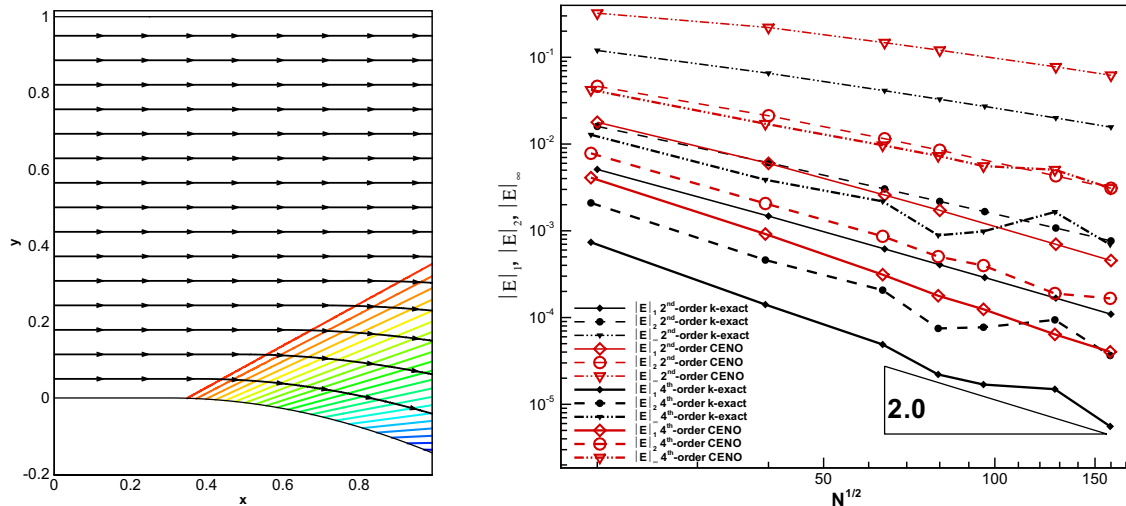 1
0.8
0.6
0.4
0.2
0
-0.2
y
0 0.2 0.4 0.6 0.8
x
|E|₁, |E|₂, |E|∞
10⁻¹
10⁻²
10⁻³
10⁻⁴
10⁻⁵
|E|₁ 2ⁿᵈ-order k-exact
|E|₂ 2ⁿᵈ-order k-exact
|E|∞ 2ⁿᵈ-order k-exact
|E|₁ 2ⁿᵈ-order CENO
|E|₂ 2ⁿᵈ-order CENO
|E|∞ 2ⁿᵈ-order CENO
|E|₁ 4ᵗʰ-order k-exact
|E|₂ 4ᵗʰ-order k-exact
|E|∞ 4ᵗʰ-order k-exact
|E|₁ 4ᵗʰ-order CENO
|E|₂ 4ᵗʰ-order CENO
|E|∞ 4ᵗʰ-order CENO
2.0
50 100 150
N¹ᐟ²